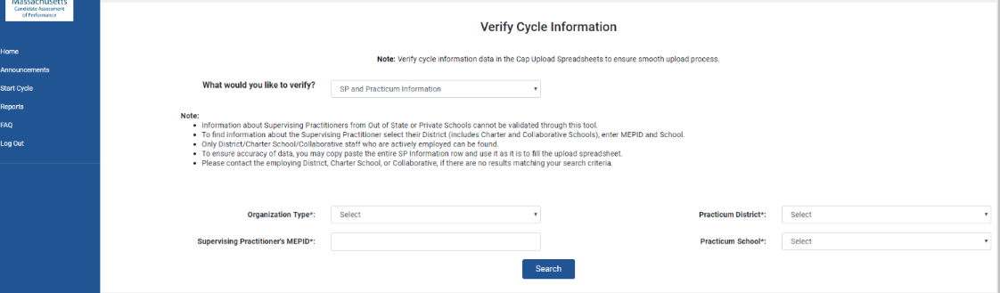 Massachusetts
Candidate Assessment
of Performance
Home
Announcements
Start Cycle
Reports
FAQ
Log Out
Verify Cycle Information
Note: Verify cycle information data in the Cap Upload Spreadsheets to ensure smooth upload process.
What would you like to verify? SP and Practicum Information
Note:
• Information about Supervising Practitioners from Out of State or Private Schools cannot be validated through this tool.
• To find information about the Supervising Practitioner select their District (includes Charter and Collaborative Schools), enter MEPID and School.
• Only District/Charter School/Collaborative staff who are actively employed can be found.
• To ensure accuracy of data, you may copy paste the entire SP Information row and use it as it is to fill the upload spreadsheet.
• Please contact the employing District, Charter School, or Collaborative, if there are no results matching your search criteria.
Organization Type*: Select Practicum District*: Select
Supervising Practitioner's MEPID*: Practicum School*: Select
Search